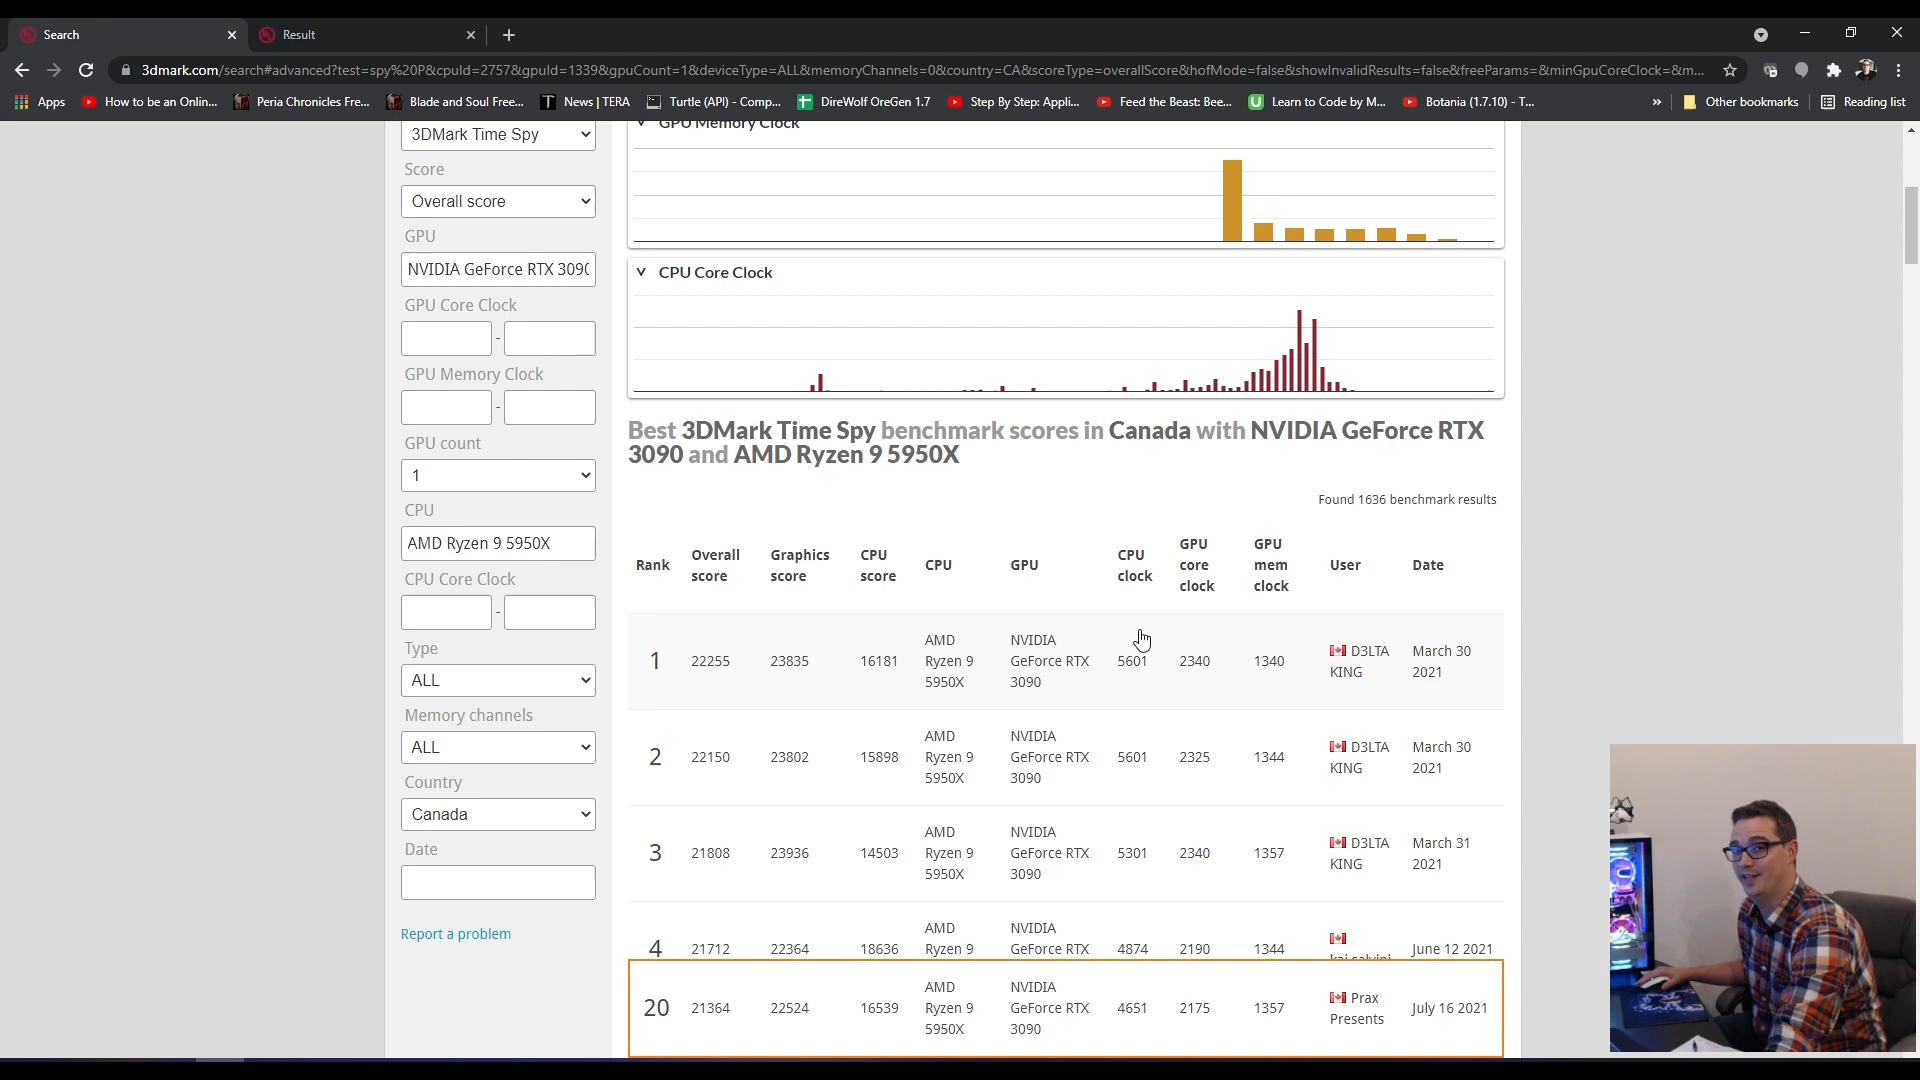 Search
Result
3dmark.com/search#advanced?test=spy%20P&cpuId=2757&gpuId=1339&gpuCount=1&deviceType=ALL&memoryChannels=0&country=CA&scoreType=overallScore&hofMode=false&showInvalidResults=false&freeParams=&minGpuCoreClock=&m...
Apps How to be an Onlin... Peria Chronicles Fre... Blade and Soul Free... News | TERA Turtle (API) - Comp... DireWolf OreGen 1.7 Step By Step: Appli... Feed the Beast: Bee... Learn to Code by M... Botania (1.7.10) - T... » Other bookmarks Reading list
3DMark Time Spy
Score
Overall score
GPU
NVIDIA GeForce RTX 3090
GPU Core Clock
-
GPU Memory Clock
-
GPU count
1
CPU
AMD Ryzen 9 5950X
CPU Core Clock
-
Type
ALL
Memory channels
ALL
Country
Canada
Date
Report a problem
GPU Memory Clock
CPU Core Clock
Best 3DMark Time Spy benchmark scores in Canada with NVIDIA GeForce RTX
3090 and AMD Ryzen 9 5950X
Found 1636 benchmark results
Rank Overall score Graphics score CPU score CPU GPU CPU clock GPU core clock GPU mem clock User Date
1 22255 23835 16181 AMD Ryzen 9 5950X NVIDIA GeForce RTX 3090 5601 2340 1340 D3LTA KING March 30 2021
2 22150 23802 15898 AMD Ryzen 9 5950X NVIDIA GeForce RTX 3090 5601 2325 1344 D3LTA KING March 30 2021
3 21808 23936 14503 AMD Ryzen 9 5950X NVIDIA GeForce RTX 3090 5301 2340 1357 D3LTA KING March 31 2021
4 21712 22364 18636 AMD Ryzen 9 NVIDIA GeForce RTX 4874 2190 1344 June 12 2021
20 21364 22524 16539 AMD Ryzen 9 5950X NVIDIA GeForce RTX 3090 4651 2175 1357 Prax Presents July 16 2021